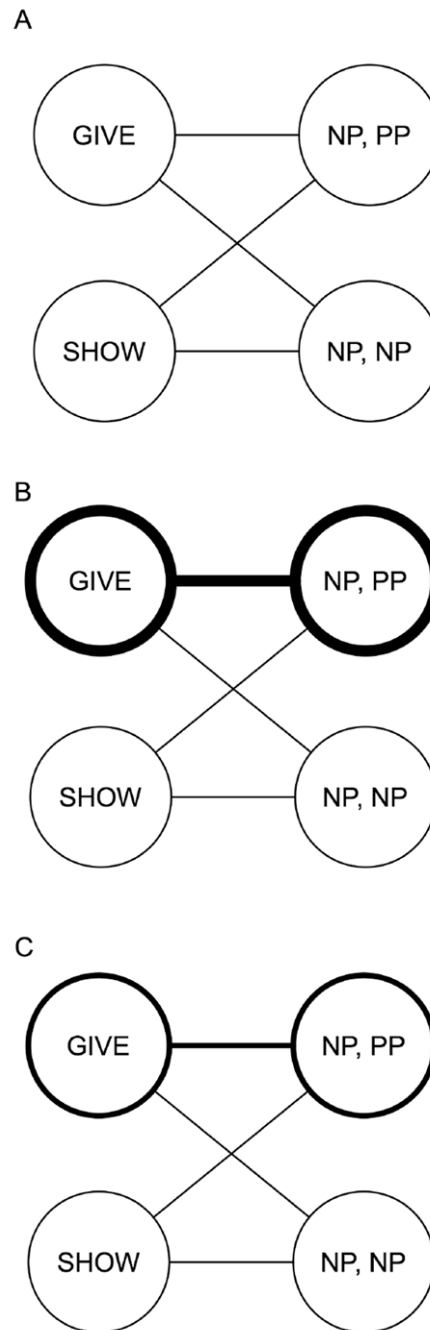 A
GIVE
NP, PP
SHOW
NP, NP
B
GIVE
NP, PP
SHOW
NP, NP
C
GIVE
NP, PP
SHOW
NP, NP